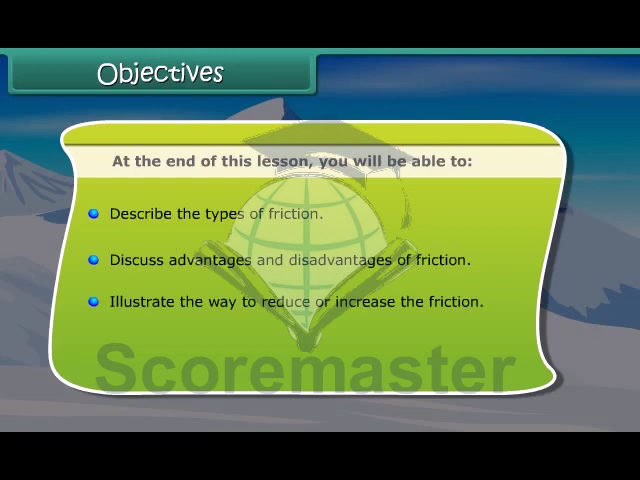 Objectives
At the end of this lesson, you will be able to:
Describe the types of friction.
Discuss advantages and disadvantages of friction.
Illustrate the way to reduce or increase the friction.
Scoremaster